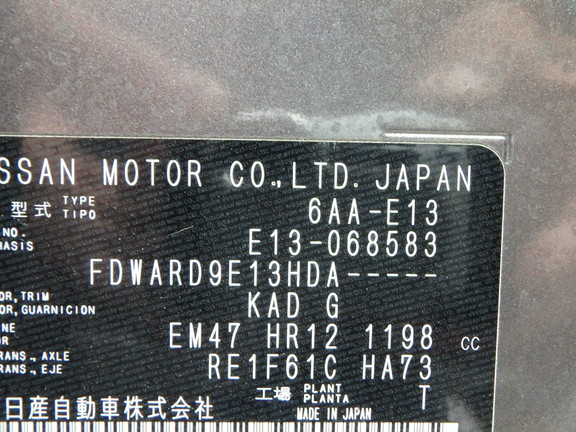 SSAN MOTOR CO.,LTD. JAPAN
型式 TYPE TIPO 6AA-E13
NO. HASIS E13-068583
FDWARD9E13HDA-----
OR,TRIM OR,GUARNICION KAD G
NE OR EM47 HR12 1198 CC
RANS.,AXLE RANS.,EJE RE1F61C HA73
工場 PLANT PLANTA T
日産自動車株式会社 MADE IN JAPAN